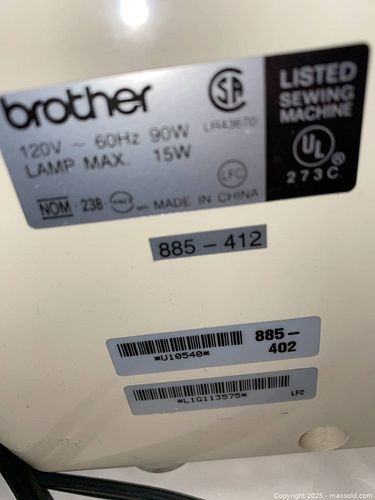 brother
120V ~ 60Hz 90W
LAMP MAX. 15W
LR43670
LFC
NOM · 238
MADE IN CHINA
LISTED
SEWING
MACHINE
UL ®
273C
885-412
*U10540*
885-
402
*L1G113575*
LFC
Copyright 2025 - maxsold.com